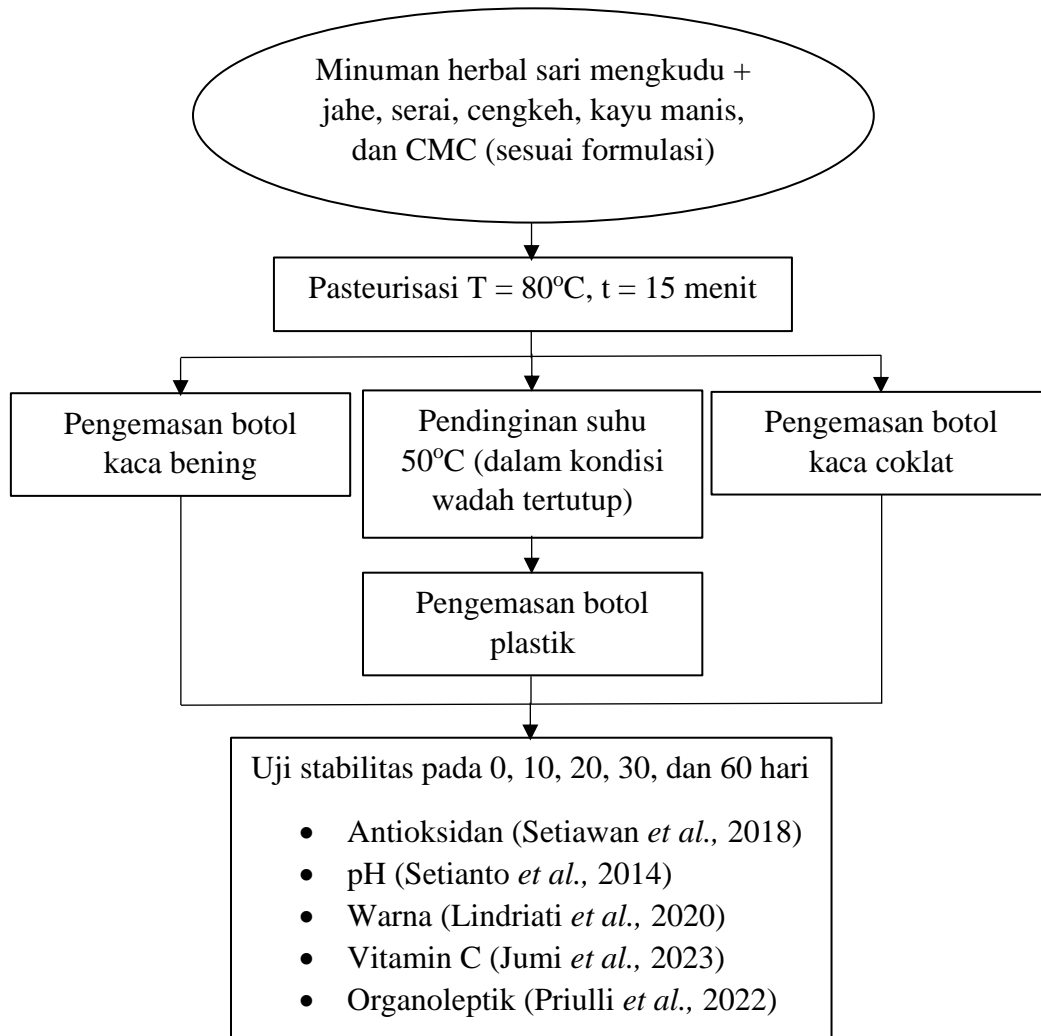 Minuman herbal sari mengkudu +
jahe, serai, cengkeh, kayu manis,
dan CMC (sesuai formulasi)
Pasteurisasi T = 80°C, t = 15 menit
Pengemasan botol
kaca bening
Pendinginan suhu
50°C (dalam kondisi
wadah tertutup)
Pengemasan botol
kaca coklat
Pengemasan botol
plastik
Uji stabilitas pada 0, 10, 20, 30, dan 60 hari
• Antioksidan (Setiawan et al., 2018)
• pH (Setianto et al., 2014)
• Warna (Lindriati et al., 2020)
• Vitamin C (Jumi et al., 2023)
• Organoleptik (Priulli et al., 2022)